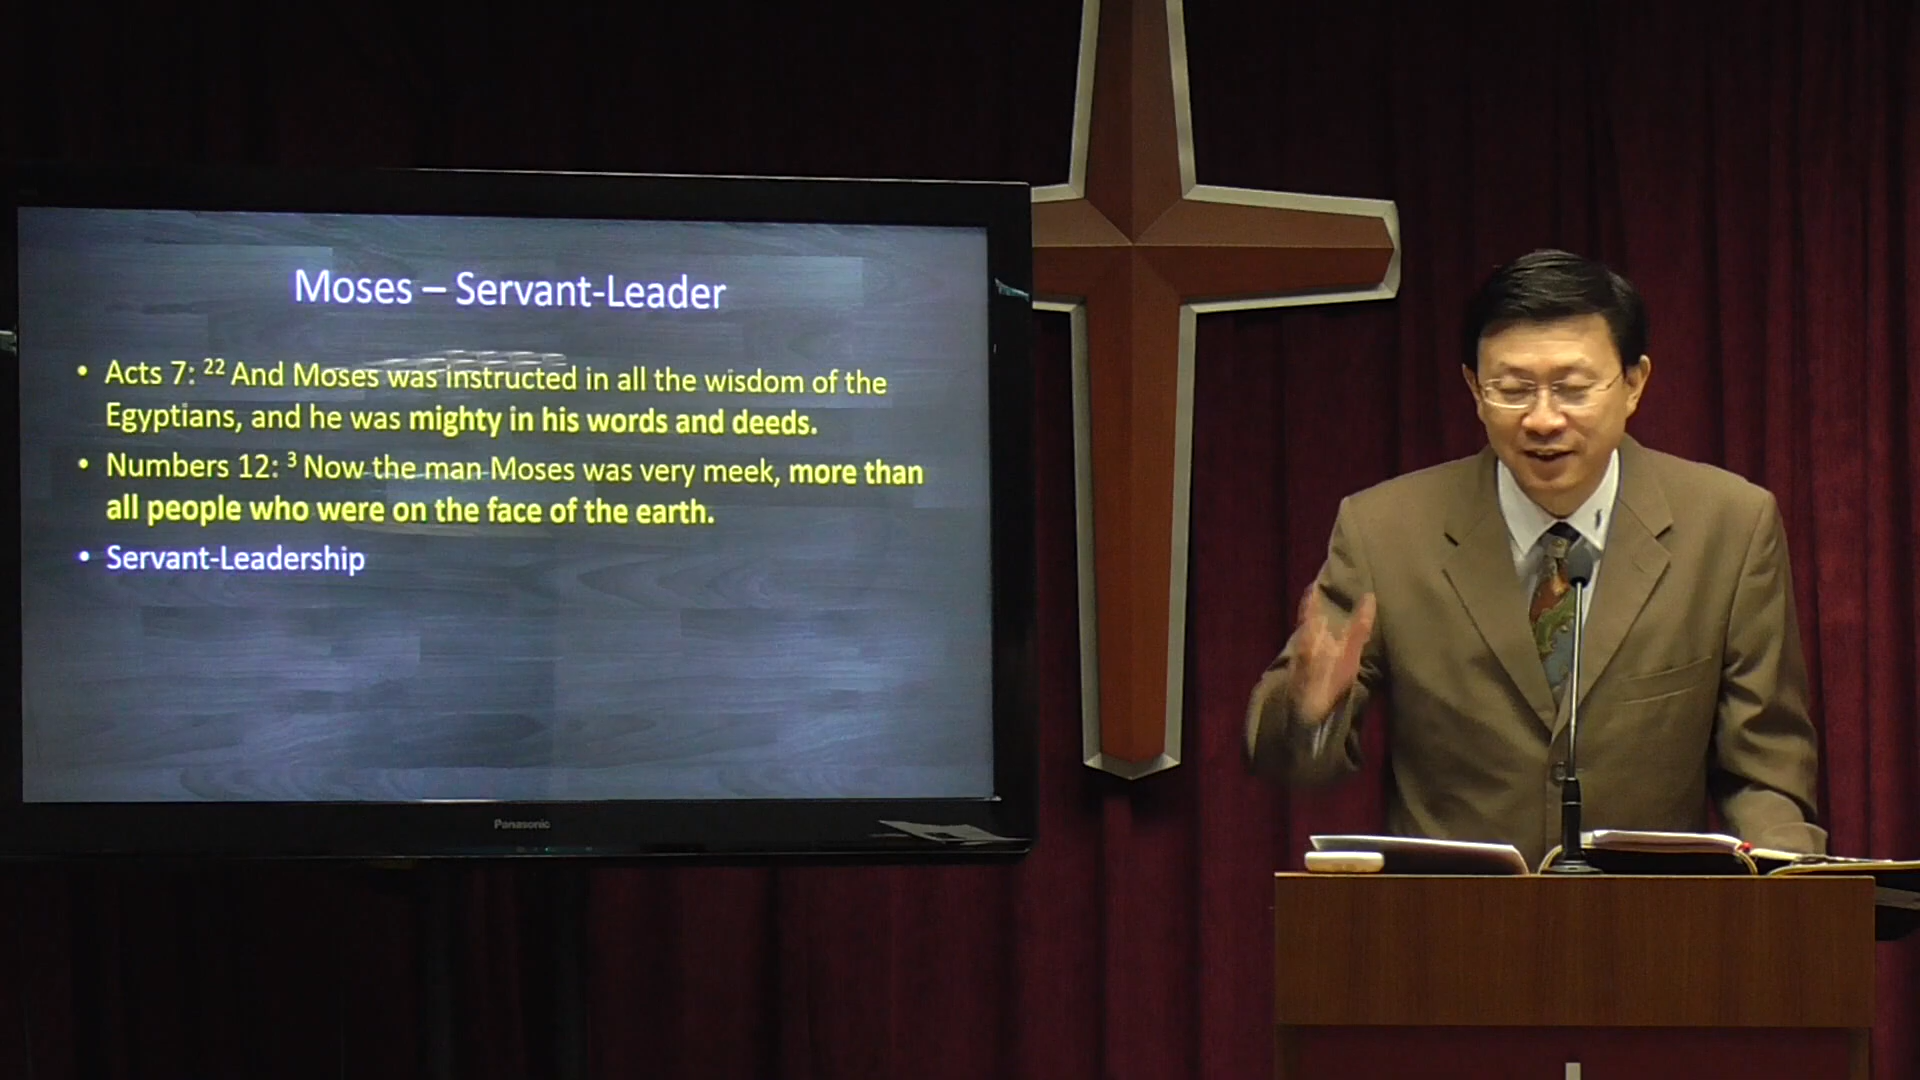 Moses – Servant-Leader
• Acts 7: 22 And Moses was instructed in all the wisdom of the
Egyptians, and he was mighty in his words and deeds.
• Numbers 12: 3 Now the man Moses was very meek, more than
all people who were on the face of the earth.
• Servant-Leadership
Panasonic